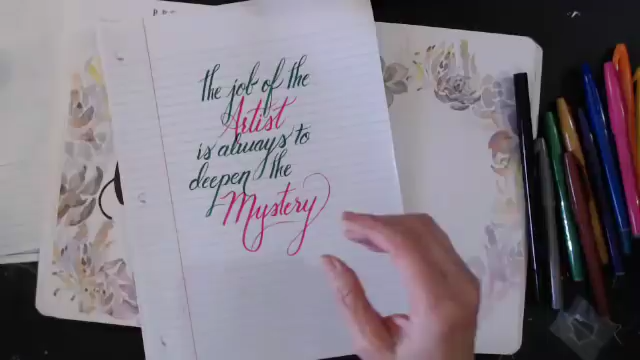 the job of the
Artist
is always to
deepen the
Mystery